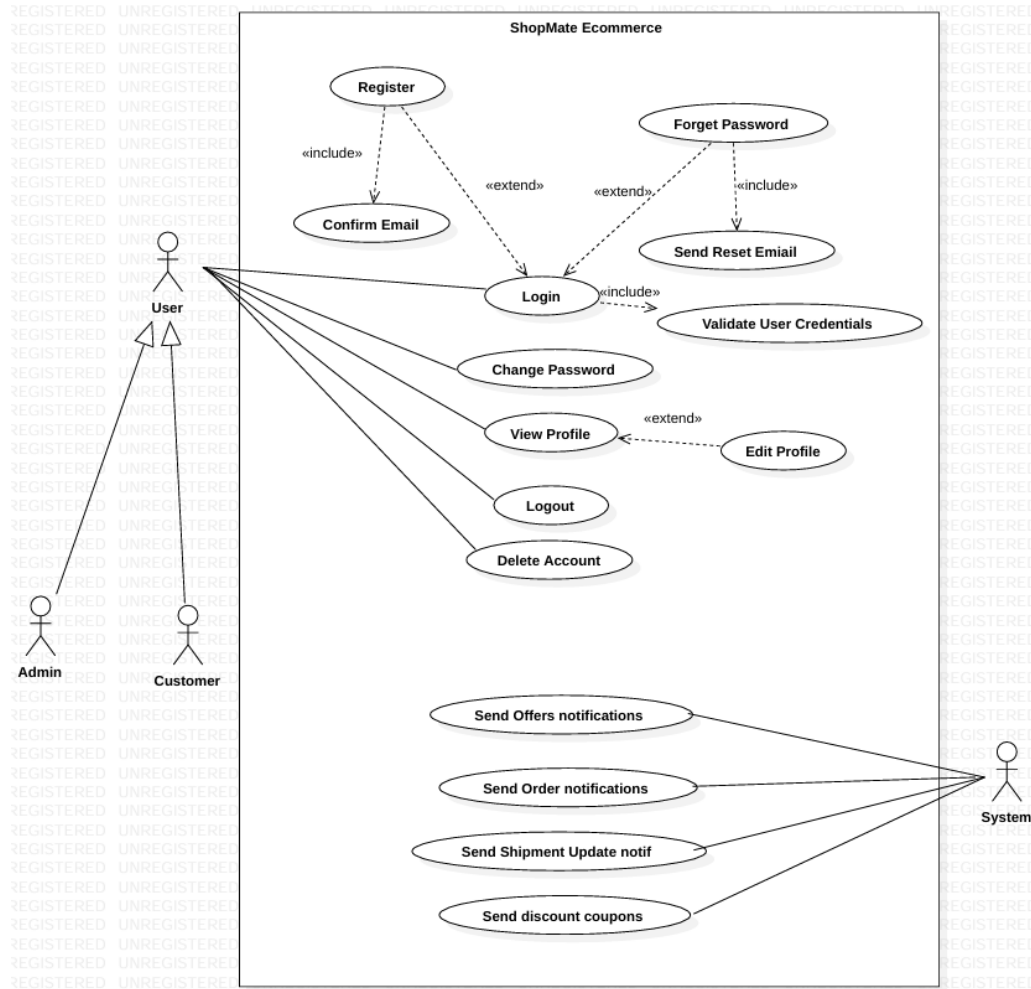 ShopMate Ecommerce
Register
Forget Password
«include»
«extend»
«extend»
«include»
Confirm Email
Send Reset Emiail
User
Login
«include»
Validate User Credentials
Change Password
«extend»
View Profile
Edit Profile
Logout
Delete Account
Admin
Customer
Send Offers notifications
Send Order notifications
System
Send Shipment Update notif
Send discount coupons
UNREGISTERED